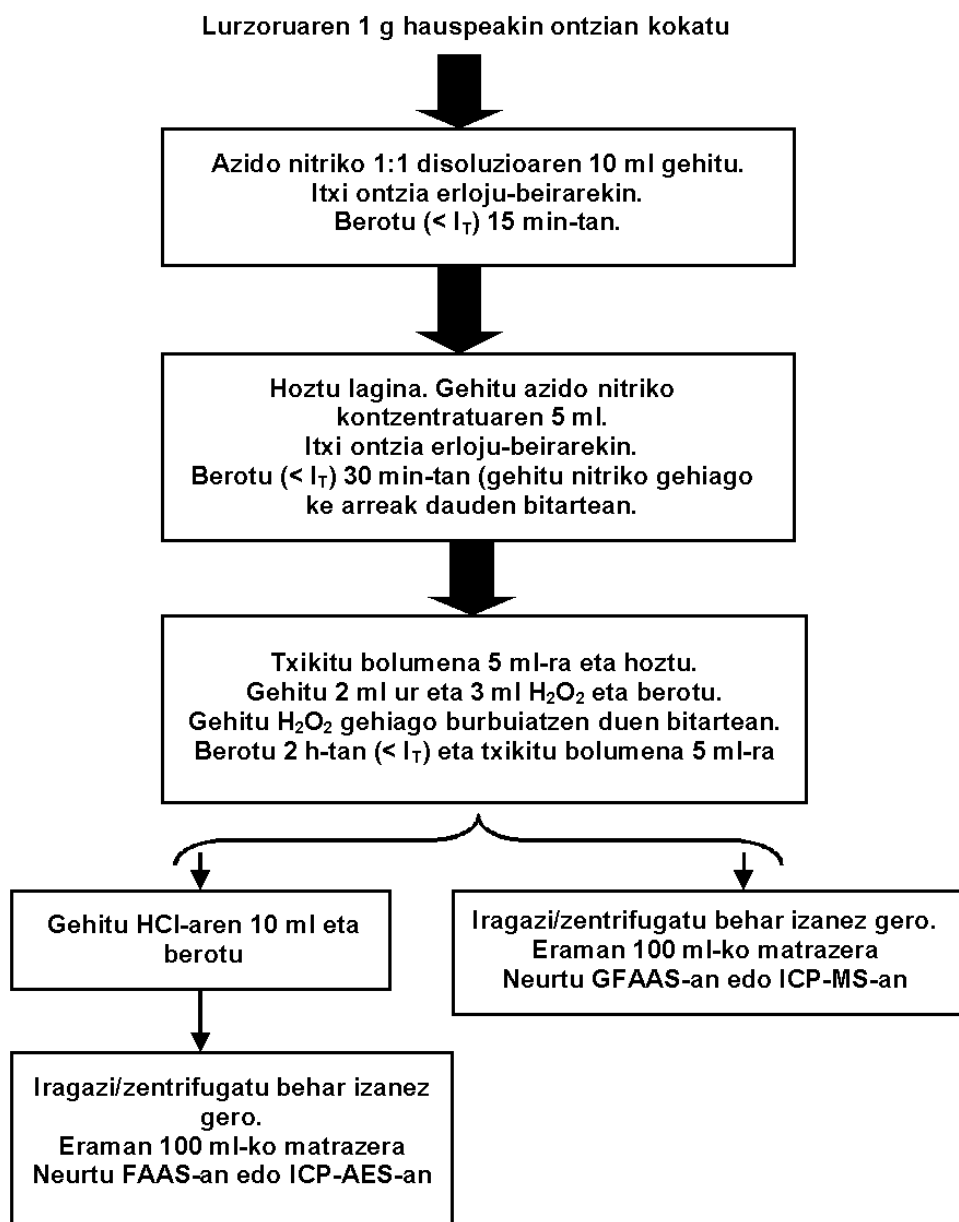 Lurzoruaren 1 g hauspeakin ontzian kokatu
Azido nitriko 1:1 disoluzioaren 10 ml gehitu.
Itxi ontzia erloju-beirarekin.
Berotu (< I_T) 15 min-tan.
Hoztu lagina. Gehitu azido nitriko
kontzentratuaren 5 ml.
Itxi ontzia erloju-beirarekin.
Berotu (< I_T) 30 min-tan (gehitu nitriko gehiago
ke arreak dauden bitartean.
Txikitu bolumena 5 ml-ra eta hoztu.
Gehitu 2 ml ur eta 3 ml H₂O₂ eta berotu.
Gehitu H₂O₂ gehiago burbuiatzen duen bitartean.
Berotu 2 h-tan (< I_T) eta txikitu bolumena 5 ml-ra
Gehitu HCl-aren 10 ml eta
berotu
Iragazi/zentrifugatu behar izanez
gero.
Eraman 100 ml-ko matrazera
Neurtu FAAS-an edo ICP-AES-an
Iragazi/zentrifugatu behar izanez gero.
Eraman 100 ml-ko matrazera
Neurtu GFAAS-an edo ICP-MS-an